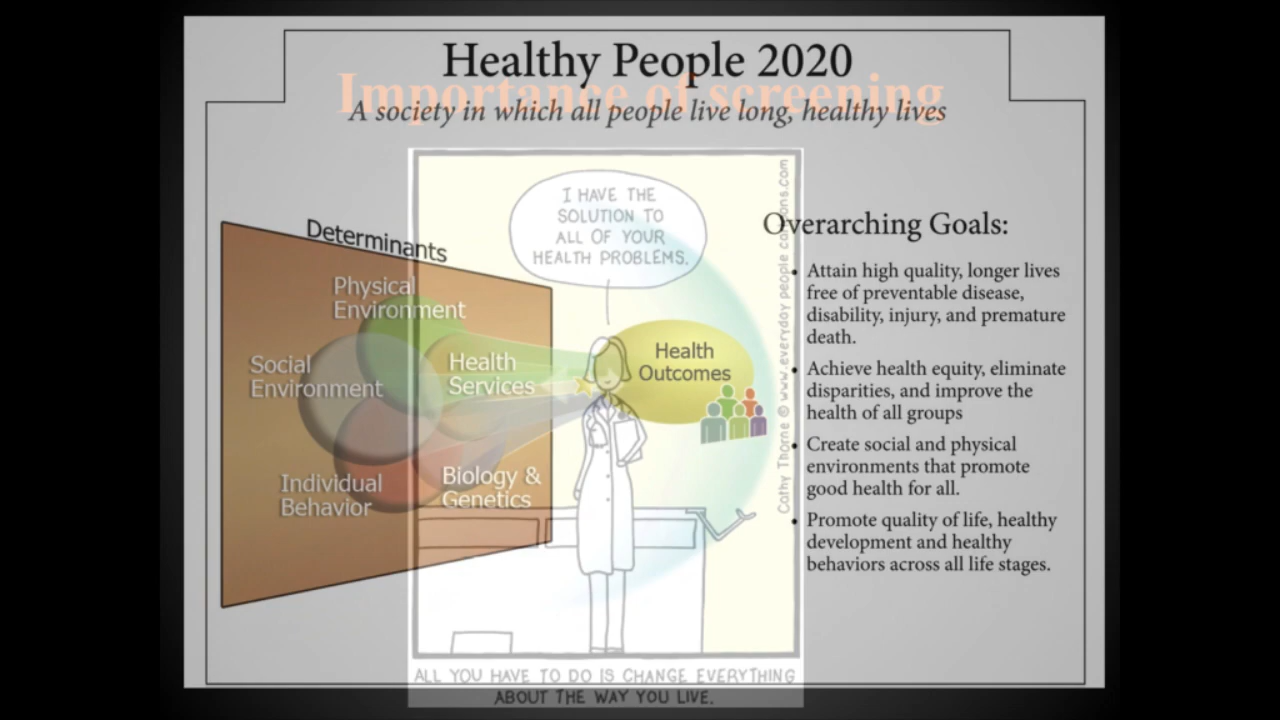 Healthy People 2020
Importance of screening
A society in which all people live long, healthy lives
Determinants
Physical
Environment
Social
Environment
Health
Services
Individual
Behavior
Biology &
Genetics
I HAVE THE
SOLUTION TO
ALL OF YOUR
HEALTH PROBLEMS.
Health
Outcomes
Cathy Thorne © www.everyday people cartoons.com
ALL YOU HAVE TO DO IS CHANGE EVERYTHING
ABOUT THE WAY YOU LIVE.
Overarching Goals:
• Attain high quality, longer lives
free of preventable disease,
disability, injury, and premature
death.
• Achieve health equity, eliminate
disparities, and improve the
health of all groups
• Create social and physical
environments that promote
good health for all.
• Promote quality of life, healthy
development and healthy
behaviors across all life stages.